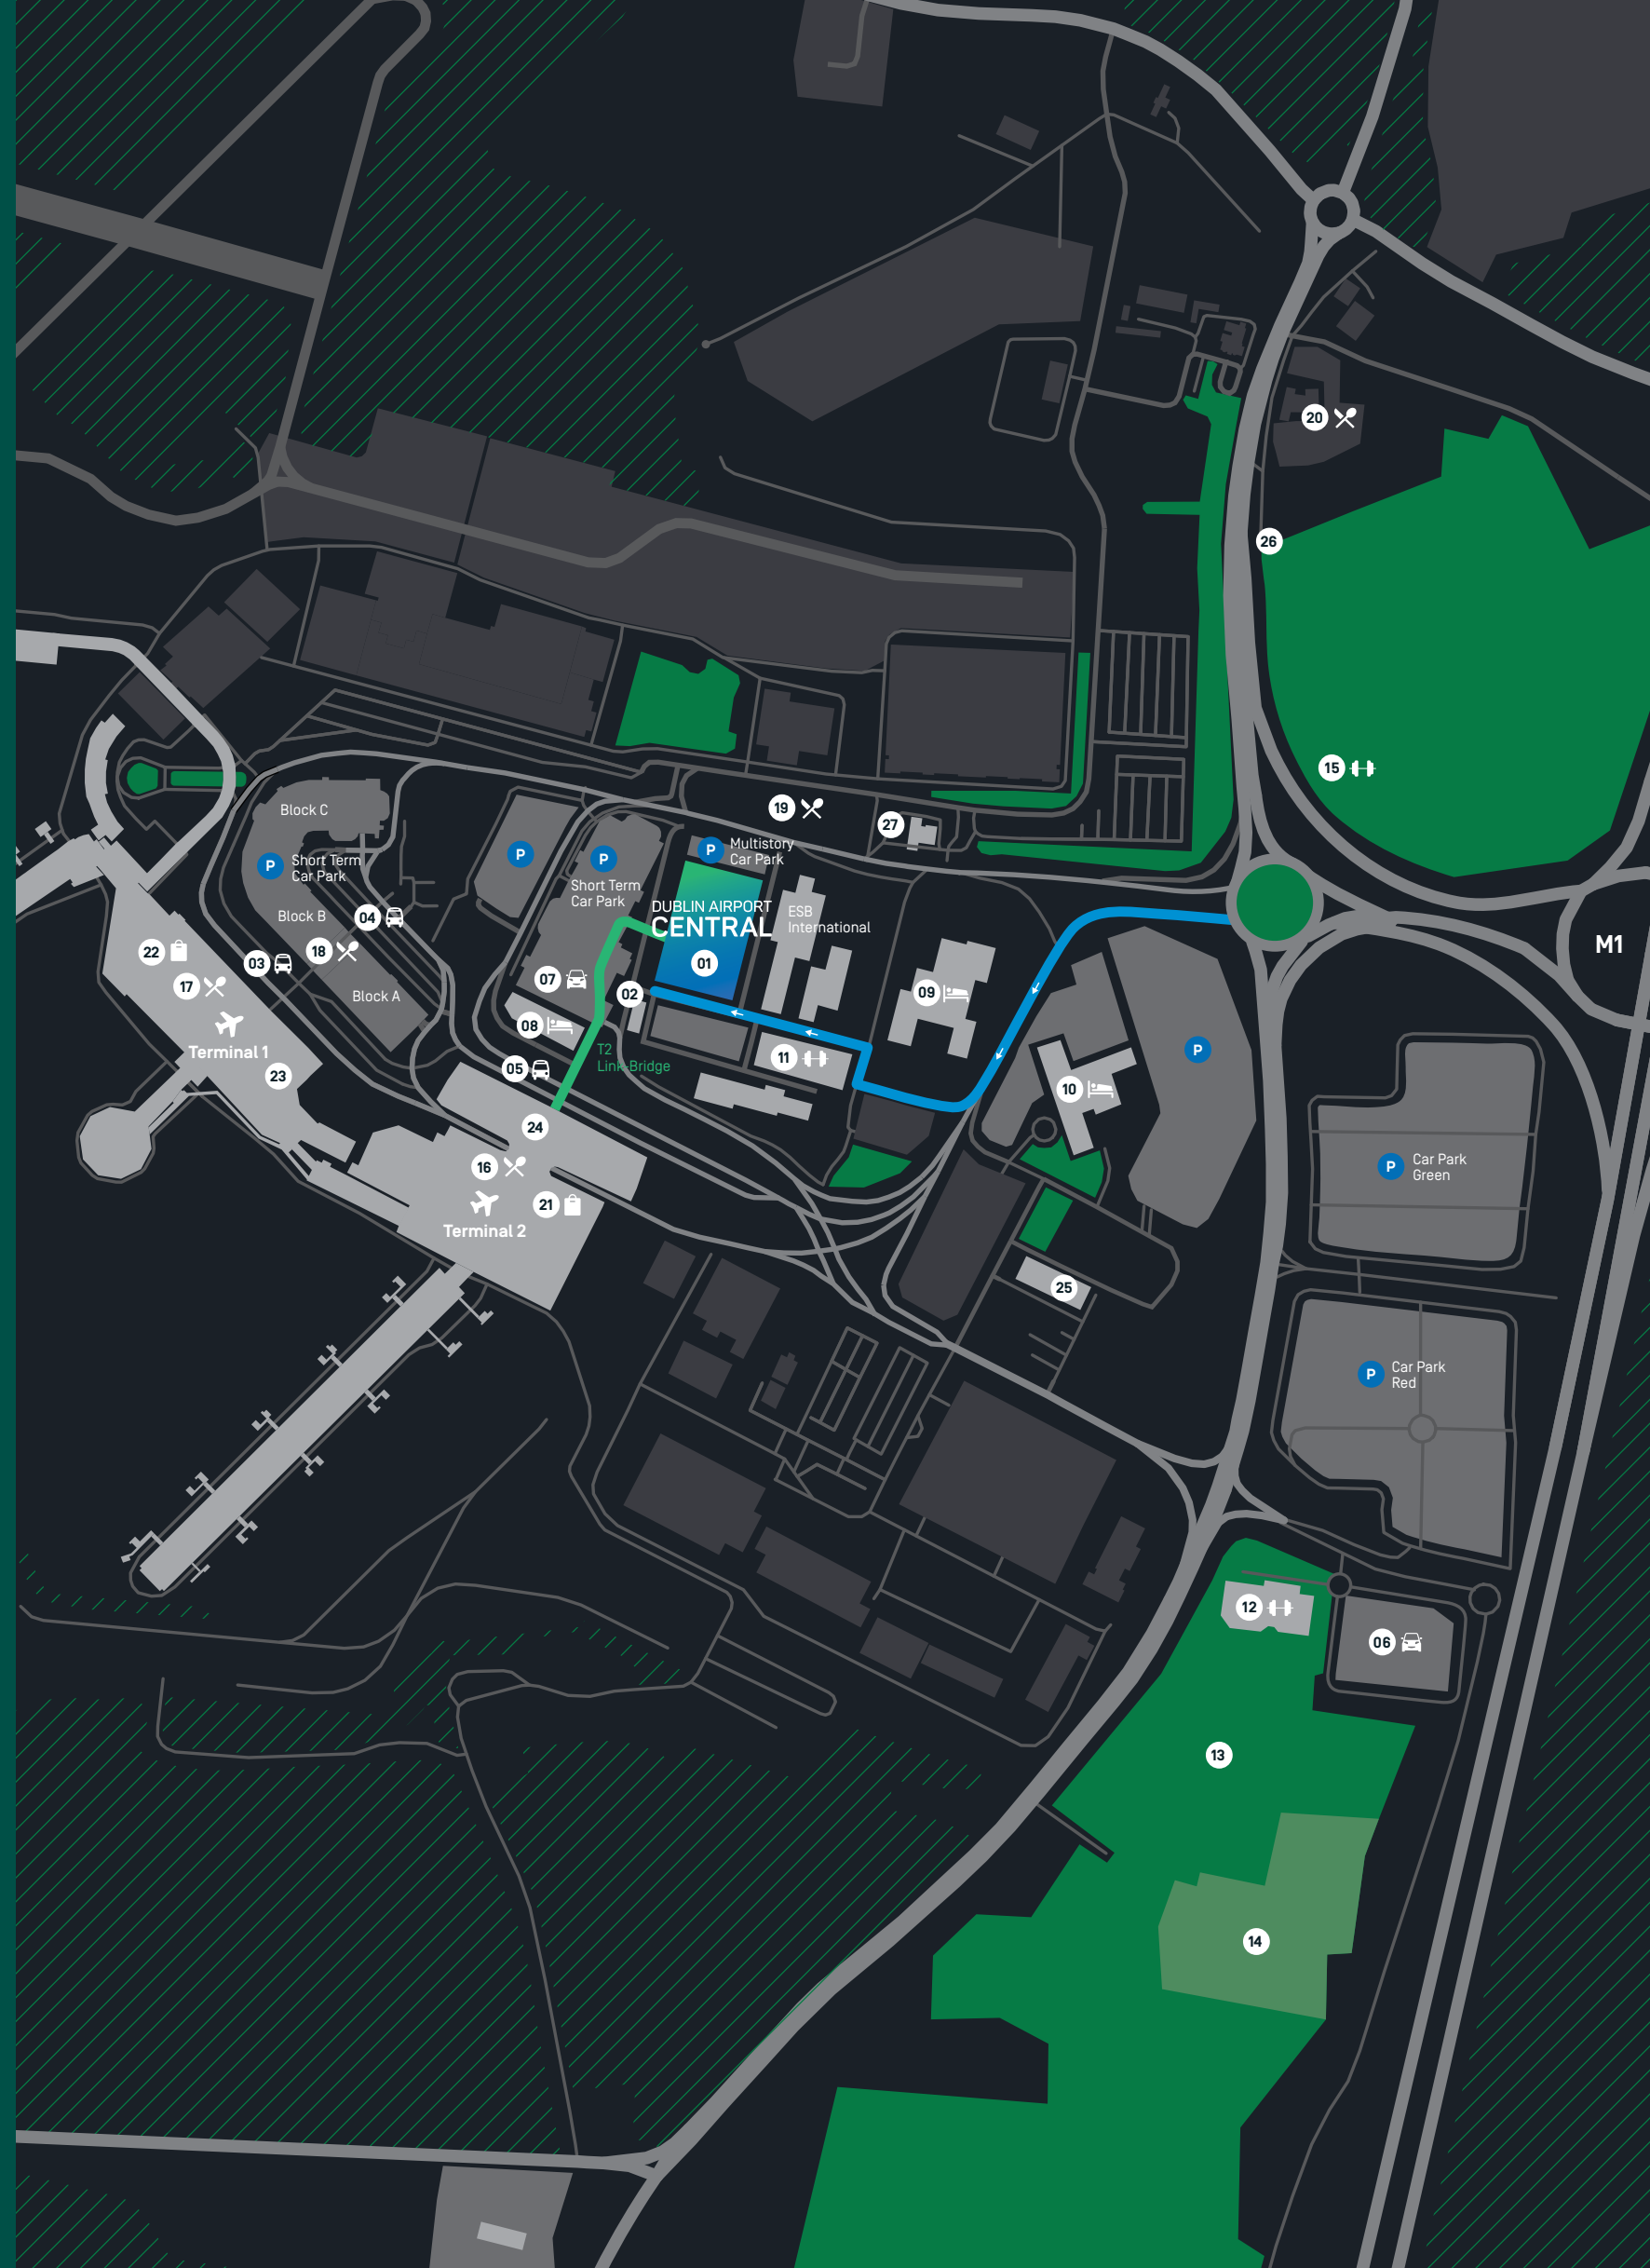 20
26
15
19
27
Block C
P
Short Term
Car Park
Block B
04
P
P
Short Term
Car Park
P
Multistory
Car Park
DUBLIN AIRPORT
CENTRAL
01
ESB
International
M1
22
03
18
17
Block A
07
02
09
08
T2
Link-Bridge
11
P
Terminal 1
23
05
10
24
16
21
Terminal 2
P
Car Park
Green
25
P
Car Park
Red
12
06
13
14